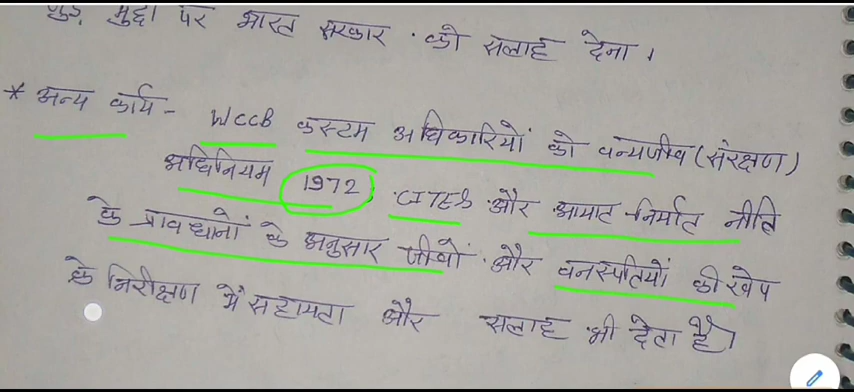 जुड़े मुद्दों पर भारत सरकार को सलाह देना।
* अन्य कार्य - WCCB कस्टम अधिकारियों को वन्यजीव (संरक्षण)
अधिनियम 1972, CITES और आयात निर्यात नीति
के प्रावधानों के अनुसार जीवों और वनस्पतियों की खेप
के निरीक्षण में सहायता और सलाह भी देता है।